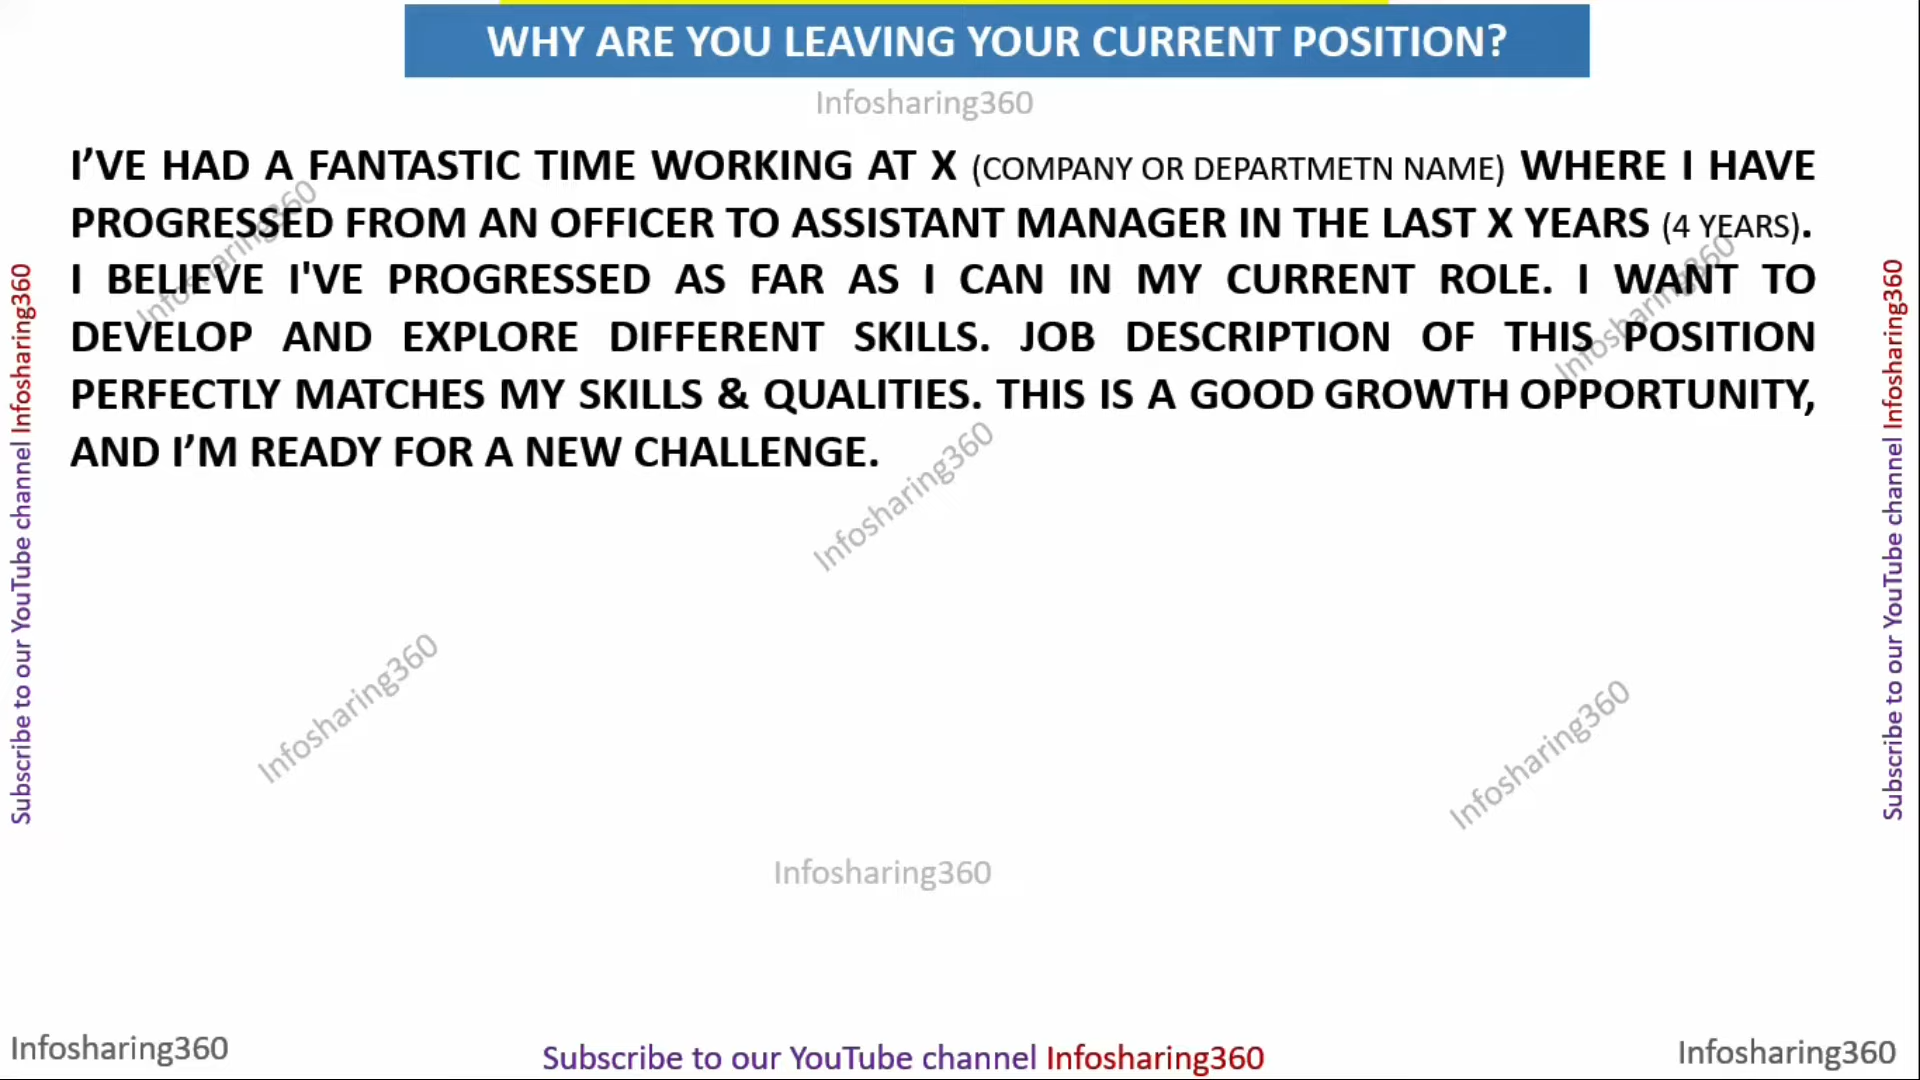 WHY ARE YOU LEAVING YOUR CURRENT POSITION?
Infosharing360
I’VE HAD A FANTASTIC TIME WORKING AT X (COMPANY OR DEPARTMETN NAME) WHERE I HAVE
PROGRESSED FROM AN OFFICER TO ASSISTANT MANAGER IN THE LAST X YEARS (4 YEARS).
I BELIEVE I'VE PROGRESSED AS FAR AS I CAN IN MY CURRENT ROLE. I WANT TO
DEVELOP AND EXPLORE DIFFERENT SKILLS. JOB DESCRIPTION OF THIS POSITION
PERFECTLY MATCHES MY SKILLS & QUALITIES. THIS IS A GOOD GROWTH OPPORTUNITY,
AND I’M READY FOR A NEW CHALLENGE.
Infosharing360
Infosharing360
Infosharing360
Infosharing360
Infosharing360
Infosharing360
Subscribe to our YouTube channel Infosharing360
Subscribe to our YouTube channel Infosharing360
Infosharing360
Subscribe to our YouTube channel Infosharing360
Infosharing360